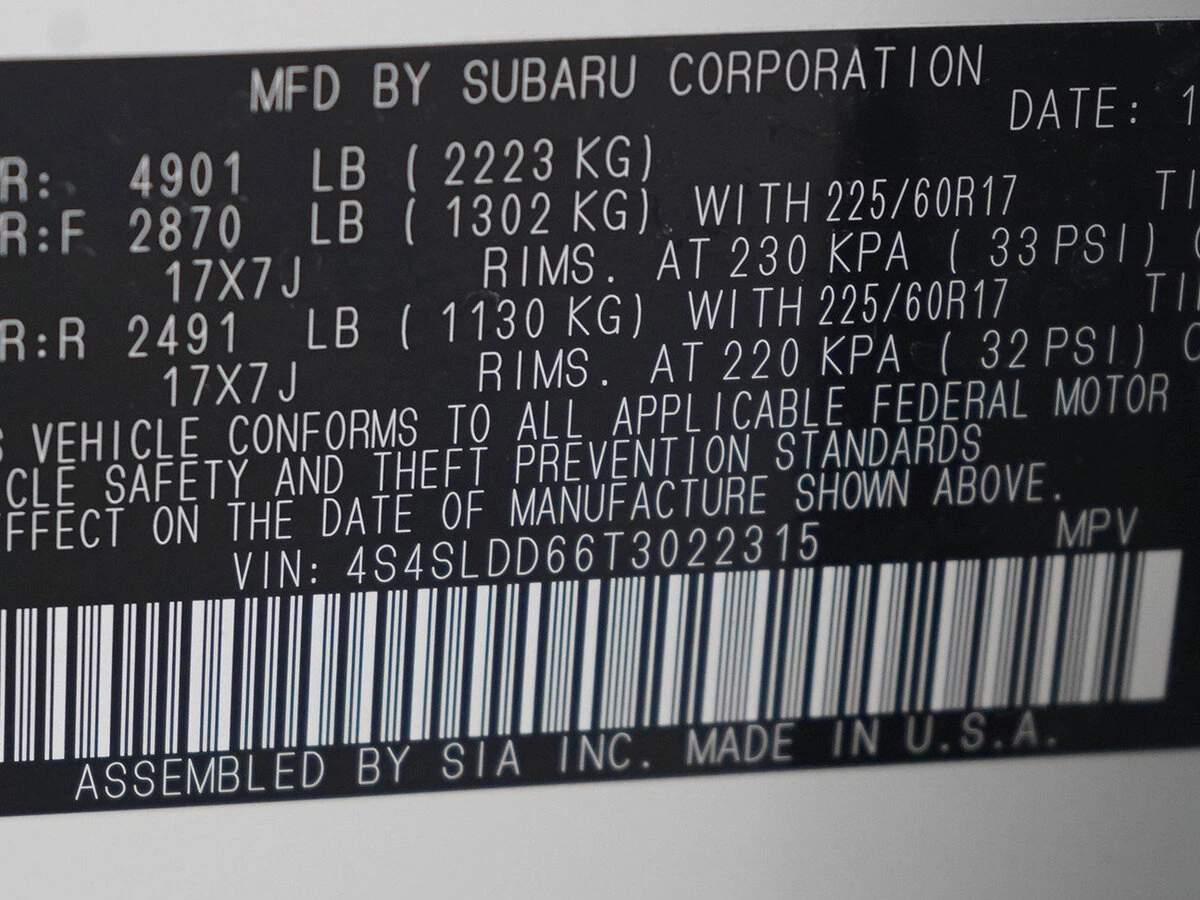 MFD BY SUBARU CORPORATION
DATE: 1
R: 4901 LB ( 2223 KG)
R:F 2870 LB ( 1302 KG) WITH 225/60R17 TI
17X7J RIMS. AT 230 KPA ( 33 PSI) C
R:R 2491 LB ( 1130 KG) WITH 225/60R17 TI
17X7J RIMS. AT 220 KPA ( 32 PSI) C
S VEHICLE CONFORMS TO ALL APPLICABLE FEDERAL MOTOR
CLE SAFETY AND THEFT PREVENTION STANDARDS
FFECT ON THE DATE OF MANUFACTURE SHOWN ABOVE.
VIN: 4S4SLDD66T3022315 MPV
ASSEMBLED BY SIA INC. MADE IN U.S.A.